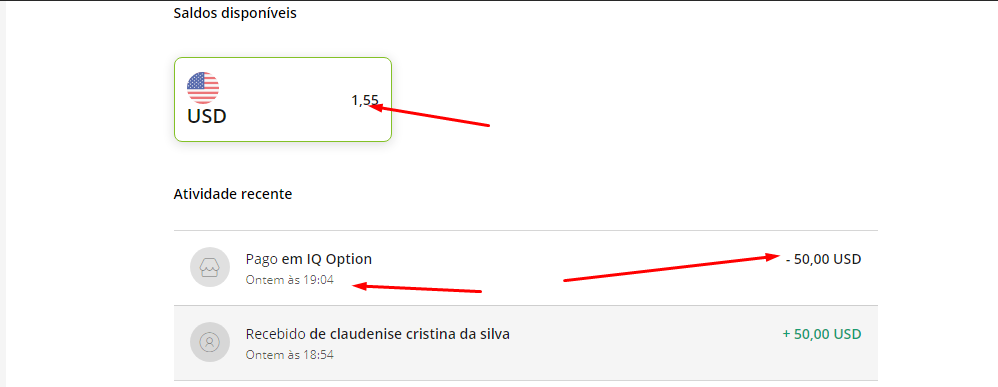 Saldos disponíveis
1,55
USD
Atividade recente
Pago em IQ Option
- 50,00 USD
Ontem às 19:04
Recebido de claudenise cristina da silva
+ 50,00 USD
Ontem às 18:54